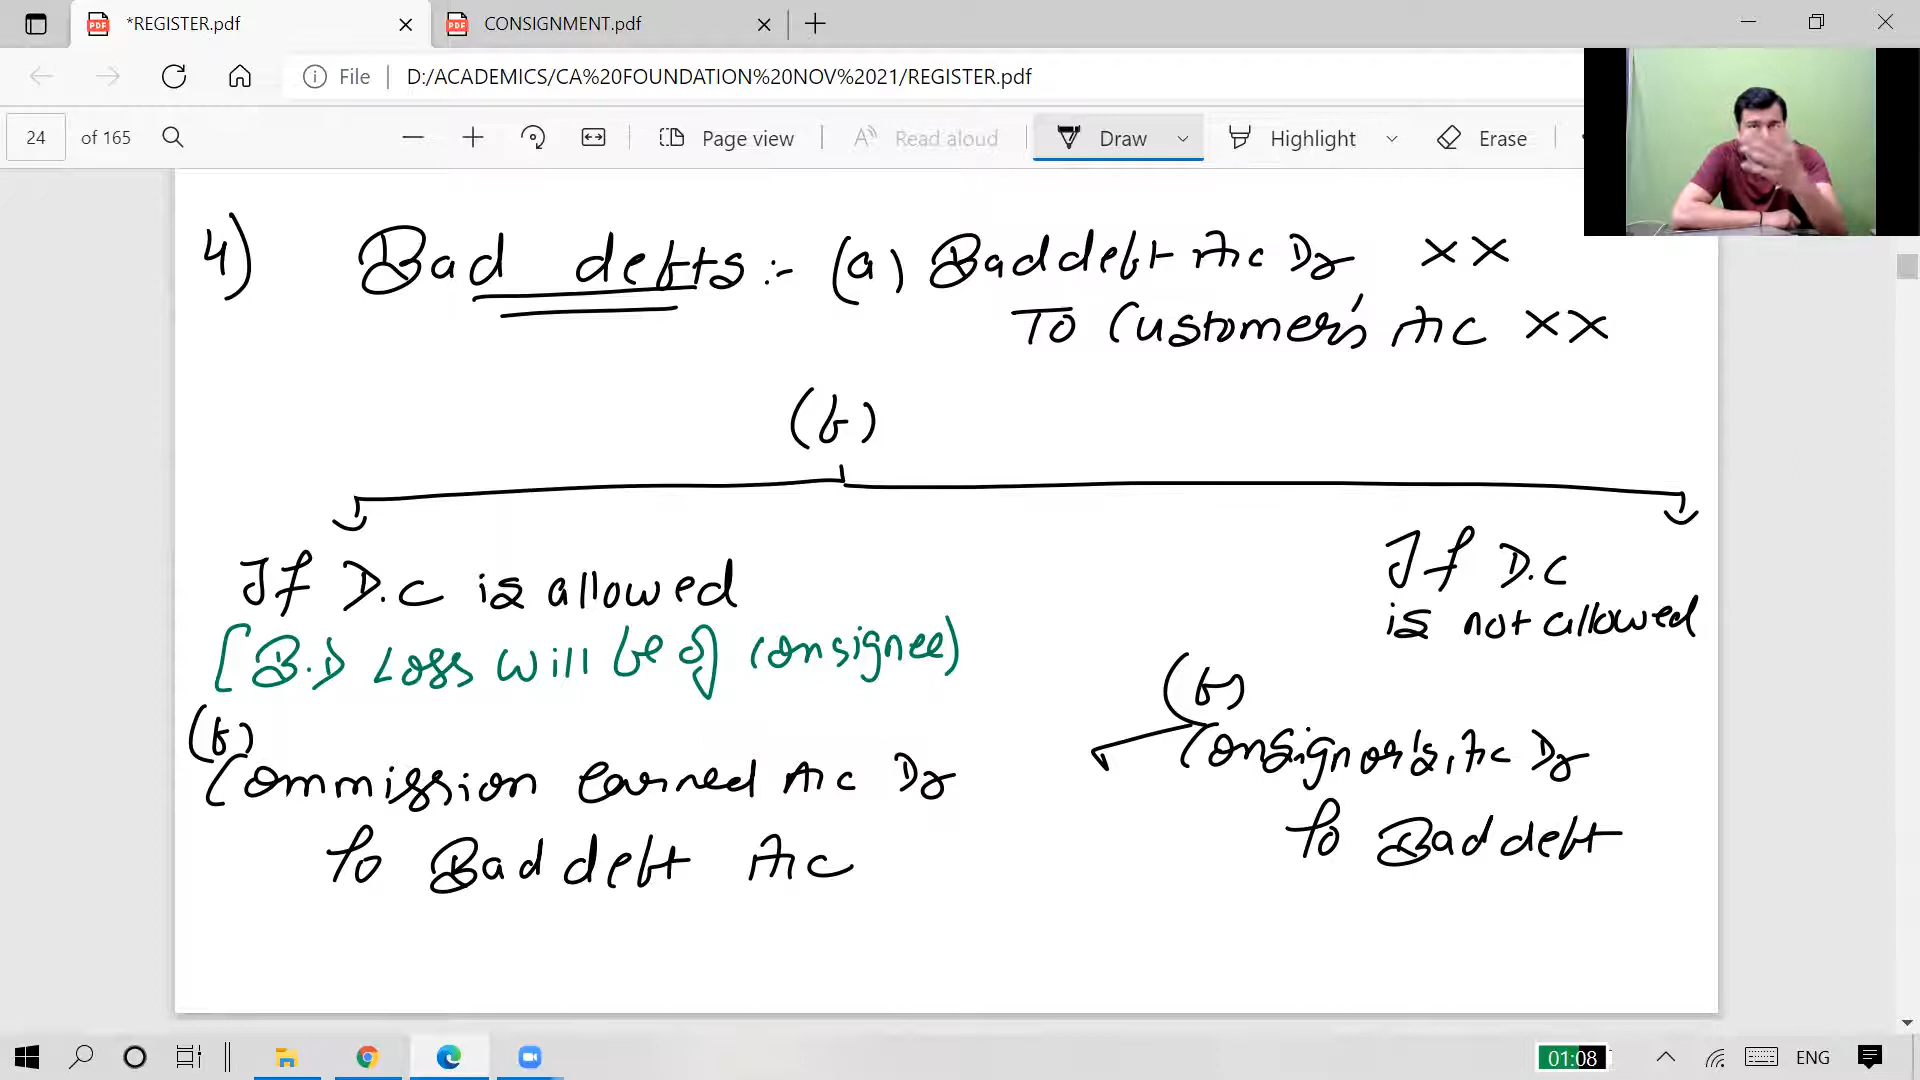 *REGISTER.pdf
CONSIGNMENT.pdf
File
D:/ACADEMICS/CA%20FOUNDATION%20NOV%2021/REGISTER.pdf
24 of 165
Page view
Read aloud
Draw
Highlight
Erase
4) Bad debts :- (a) Bad debt A/c Dr ××
To Customer's A/c ××
(b)
If D.C is allowed
[B.D Loss will be of consignee)
(b)
Commission earned A/c Dr
To Bad debt A/c
If D.C
is not allowed
(b)
Consignor's A/c Dr
To Bad debt
01:08
ENG